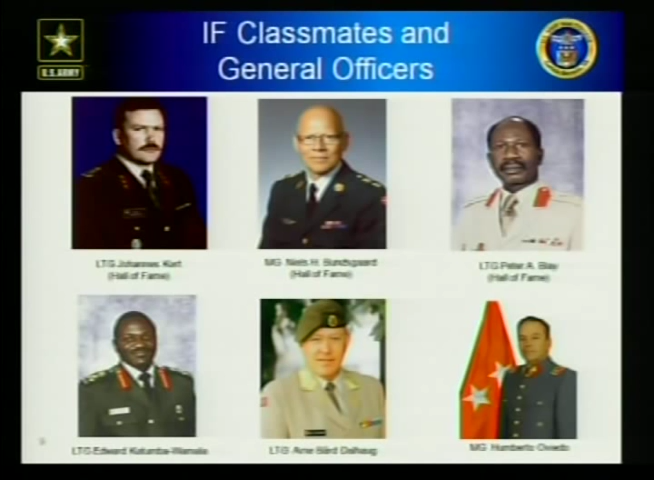 IF Classmates and
General Officers
U.S.ARMY
LTG Johannes Kert
(Hall of Fame)
MG Niels H. Bundsgaard
(Hall of Fame)
LTG Peter A. Blay
(Hall of Fame)
LTG Edward Katumba-Wamala
LTG Arne Bård Dalhaug
MG Humberto Oviedo